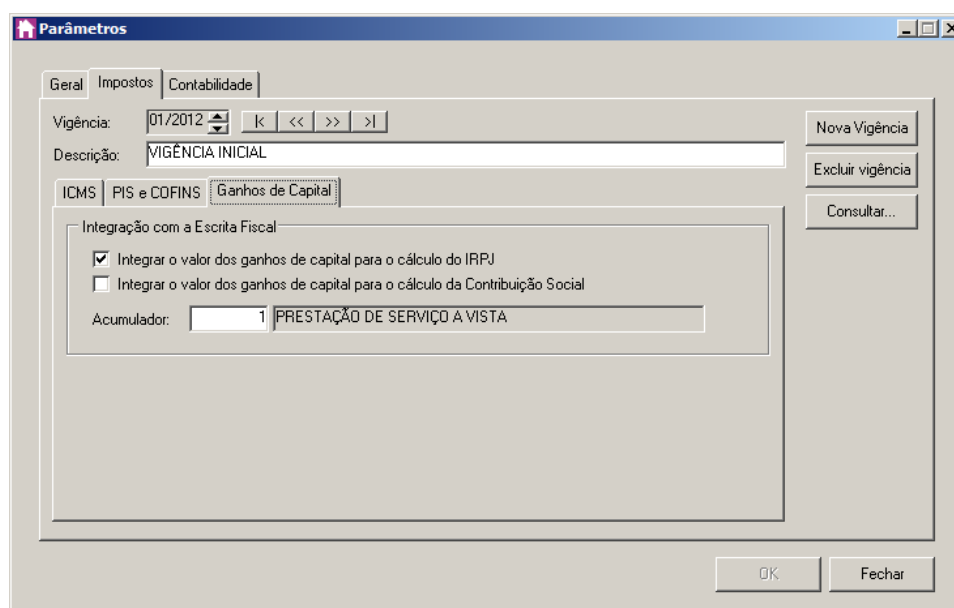 Parâmetros
Geral Impostos Contabilidade
Vigência: 01/2012 |< << >> >| Nova Vigência
Descrição: VIGÊNCIA INICIAL
Excluir vigência
ICMS PIS e COFINS Ganhos de Capital
Consultar...
Integração com a Escrita Fiscal
Integrar o valor dos ganhos de capital para o cálculo do IRPJ
Integrar o valor dos ganhos de capital para o cálculo da Contribuição Social
Acumulador: 1 PRESTAÇÃO DE SERVIÇO A VISTA
OK Fechar